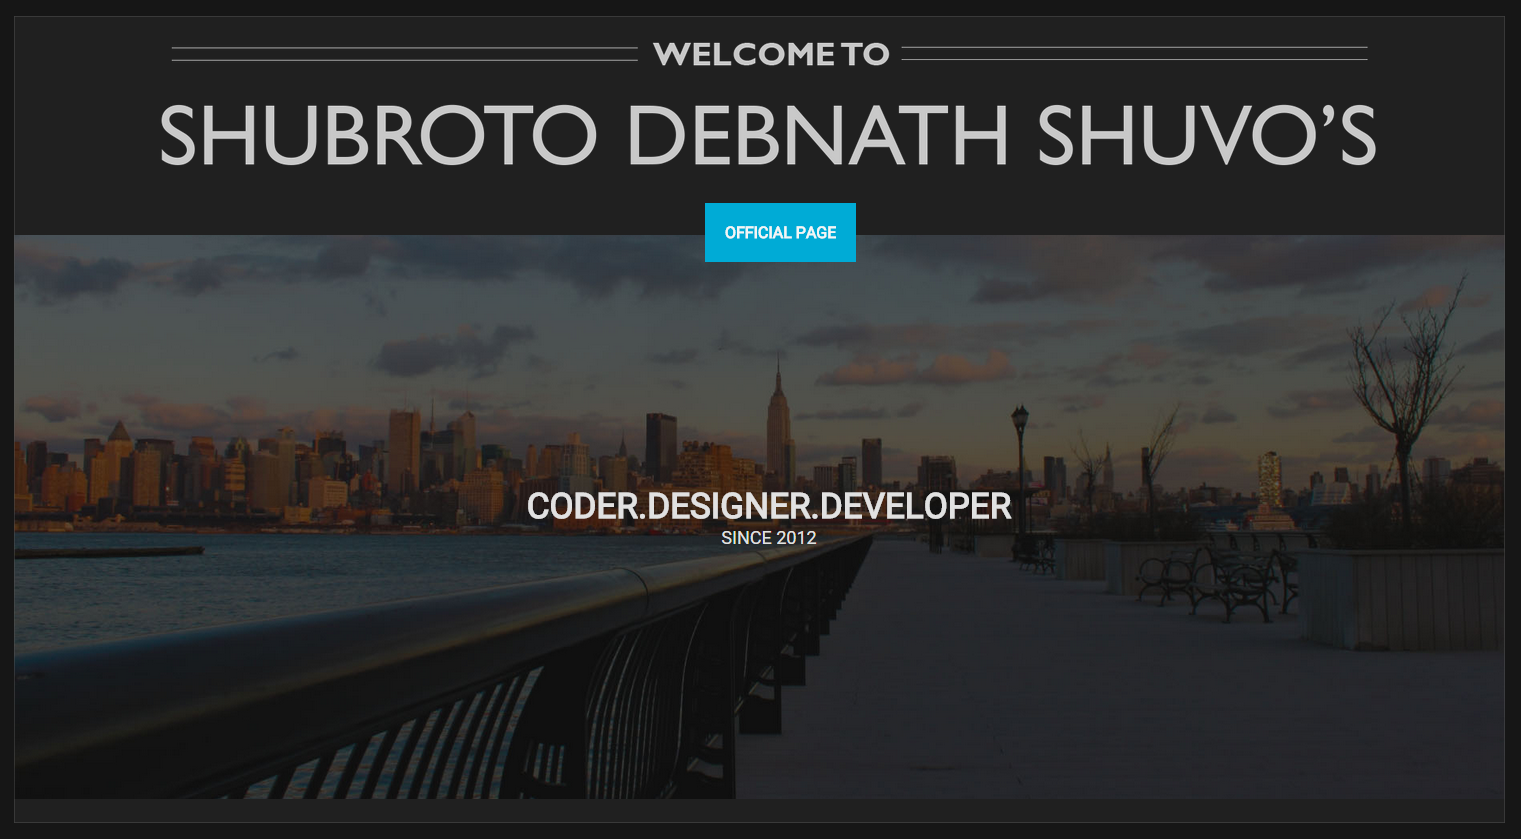 WELCOME TO
SHUBROTO DEBNATH SHUVO’S
OFFICIAL PAGE
CODER.DESIGNER.DEVELOPER
SINCE 2012